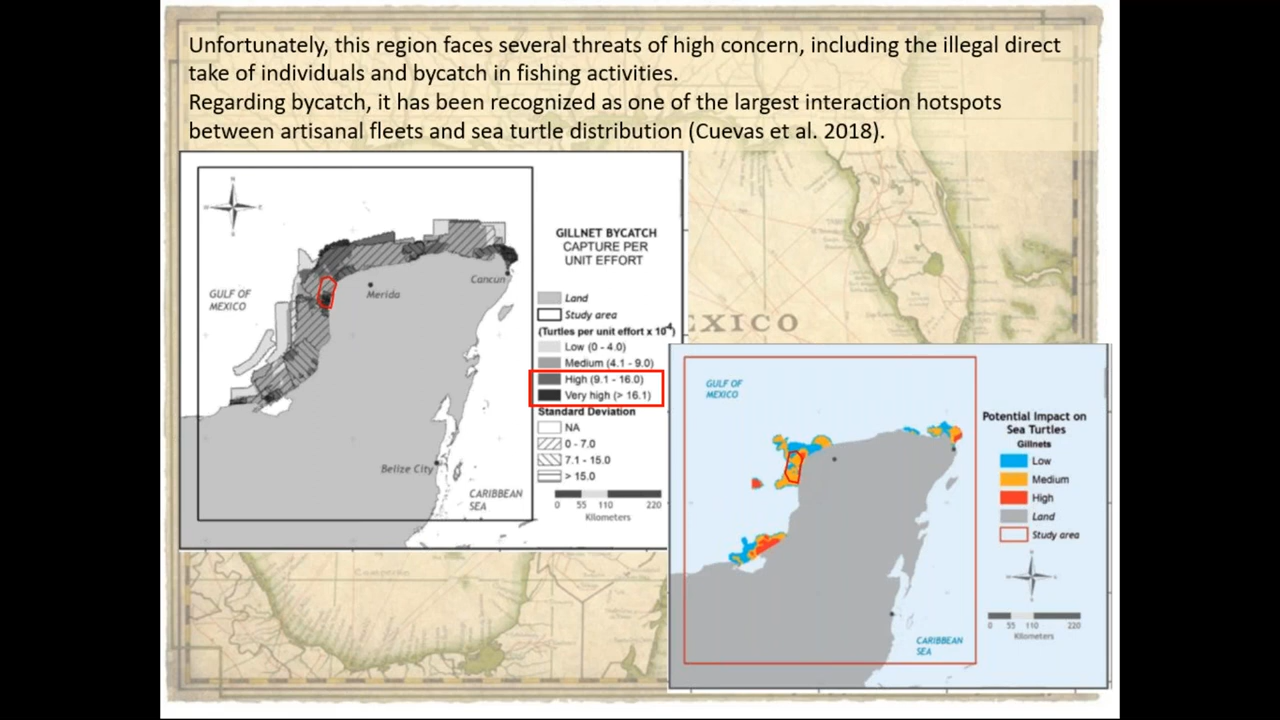 Unfortunately, this region faces several threats of high concern, including the illegal direct
take of individuals and bycatch in fishing activities.
Regarding bycatch, it has been recognized as one of the largest interaction hotspots
between artisanal fleets and sea turtle distribution (Cuevas et al. 2018).
GULF OF
MEXICO
Merida
Cancun
Belize City
CARIBBEAN
SEA
GILLNET BYCATCH
CAPTURE PER
UNIT EFFORT
Land
Study area
(Turtles per unit effort x 10⁻⁴)
Low (0 - 4.0)
Medium (4.1 - 9.0)
High (9.1 - 16.0)
Very high (> 16.1)
Standard Deviation
NA
0 - 7.0
7.1 - 15.0
> 15.0
0 55 110 220
Kilometers
EXICO
Campeche
GULF OF
MEXICO
CARIBBEAN
SEA
Potential Impact on
Sea Turtles
Gillnets
Low
Medium
High
Land
Study area
0 55 110 220
Kilometers